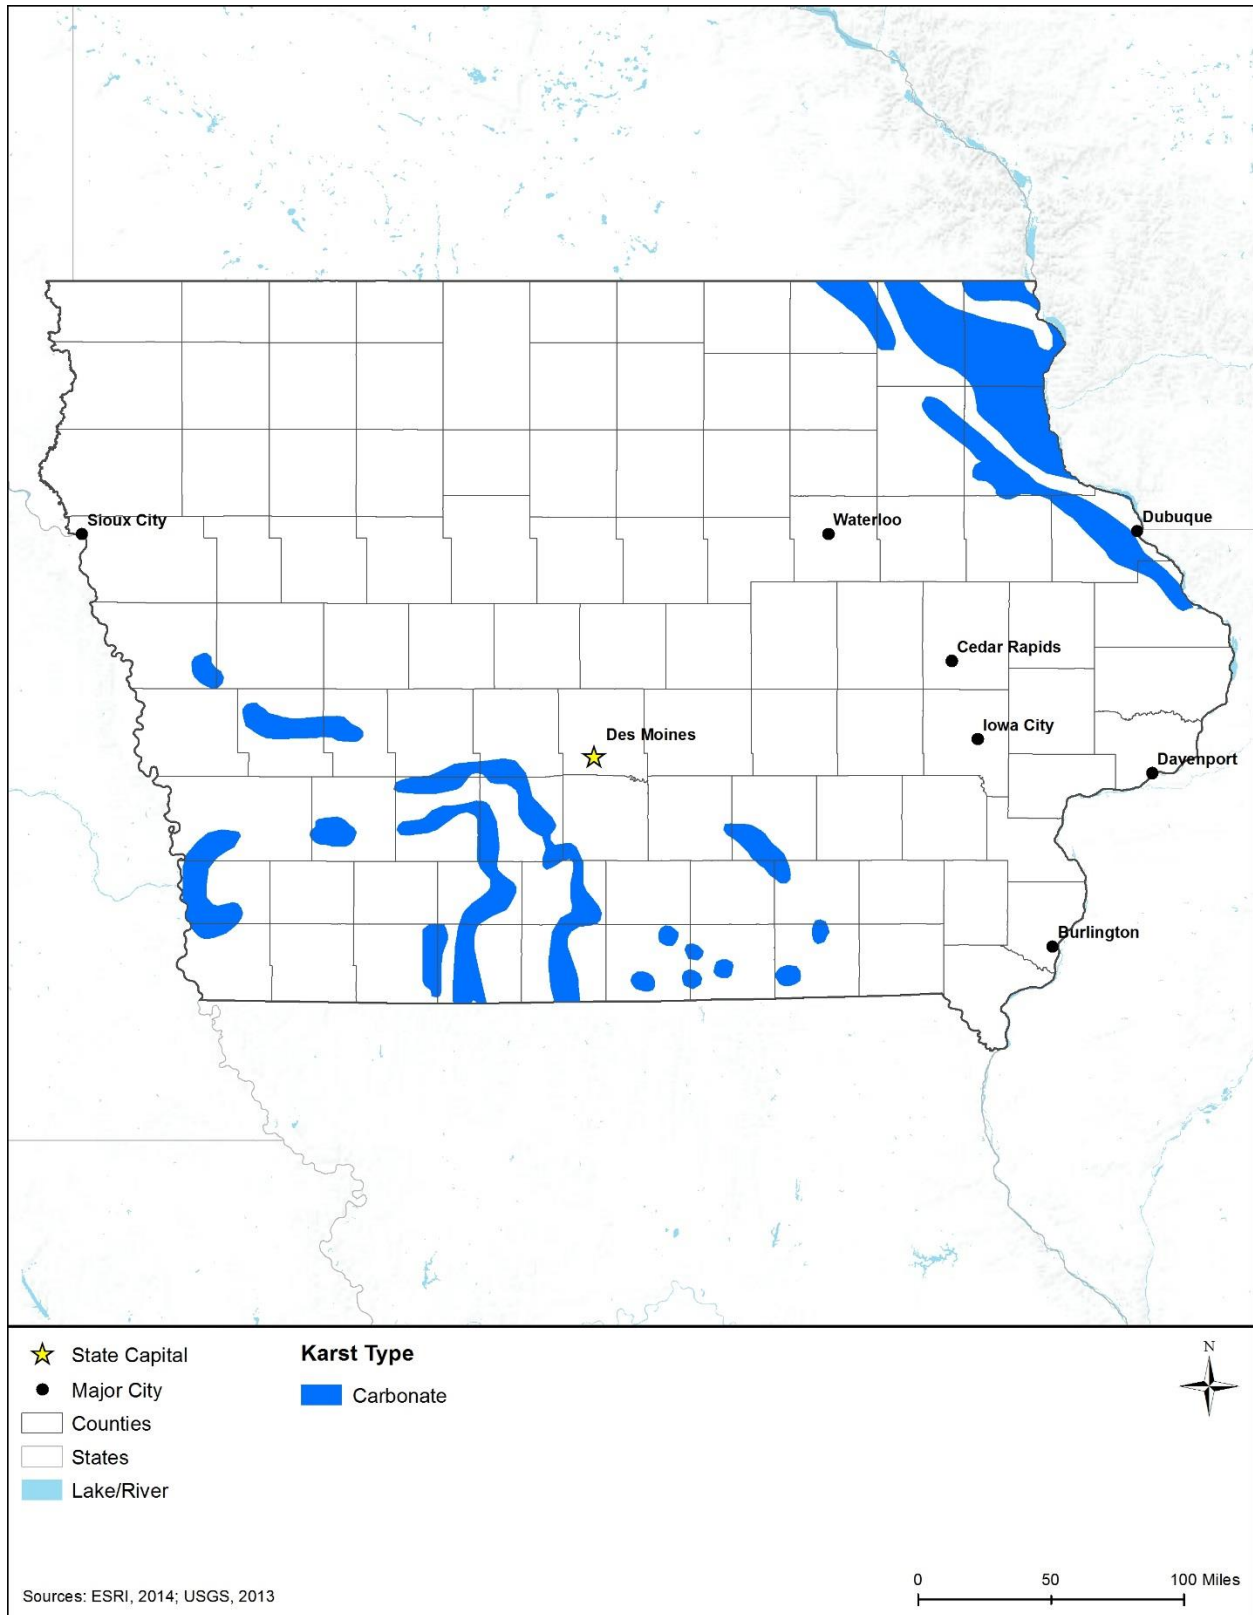 Sioux City
Waterloo
Dubuque
Cedar Rapids
Des Moines
Iowa City
Davenport
Burlington
State Capital
Major City
Counties
States
Lake/River
Karst Type
Carbonate
N
Sources: ESRI, 2014; USGS, 2013
0 50 100 Miles